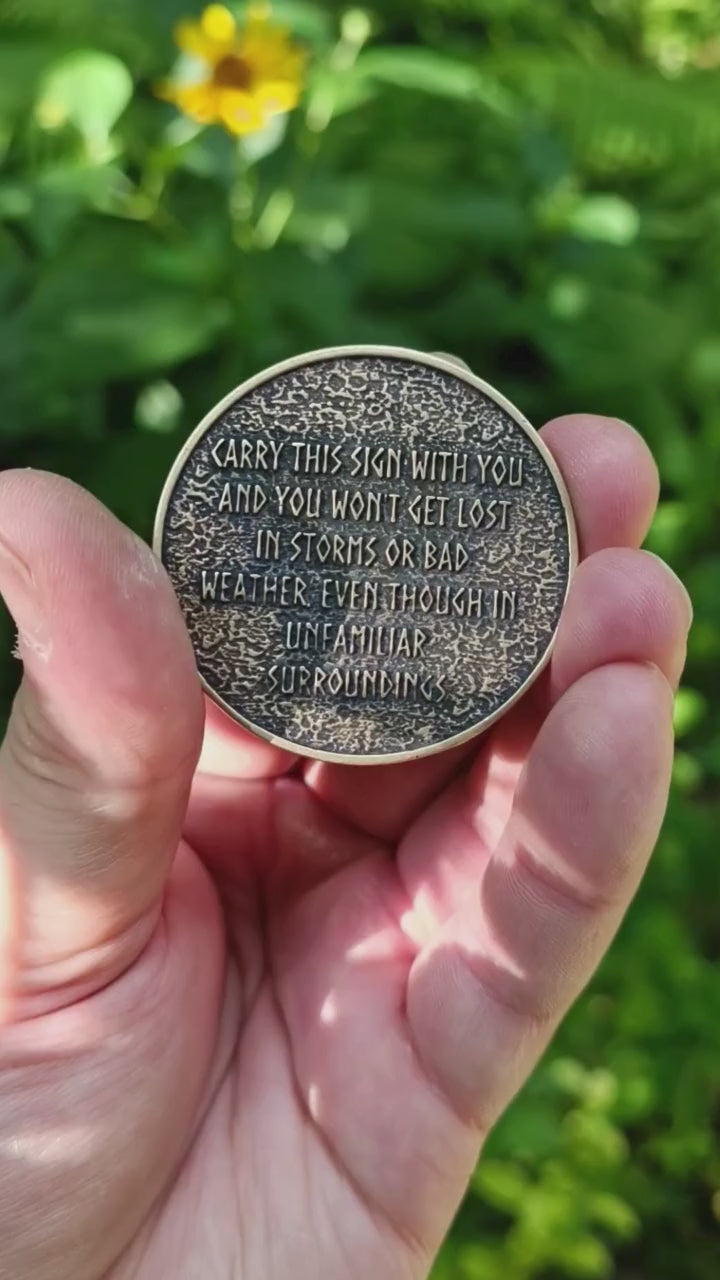 CARRY THIS SIGN WITH YOU
AND YOU WON'T GET LOST
IN STORMS OR BAD
WEATHER EVEN THOUGH IN
UNFAMILIAR
SURROUNDINGS